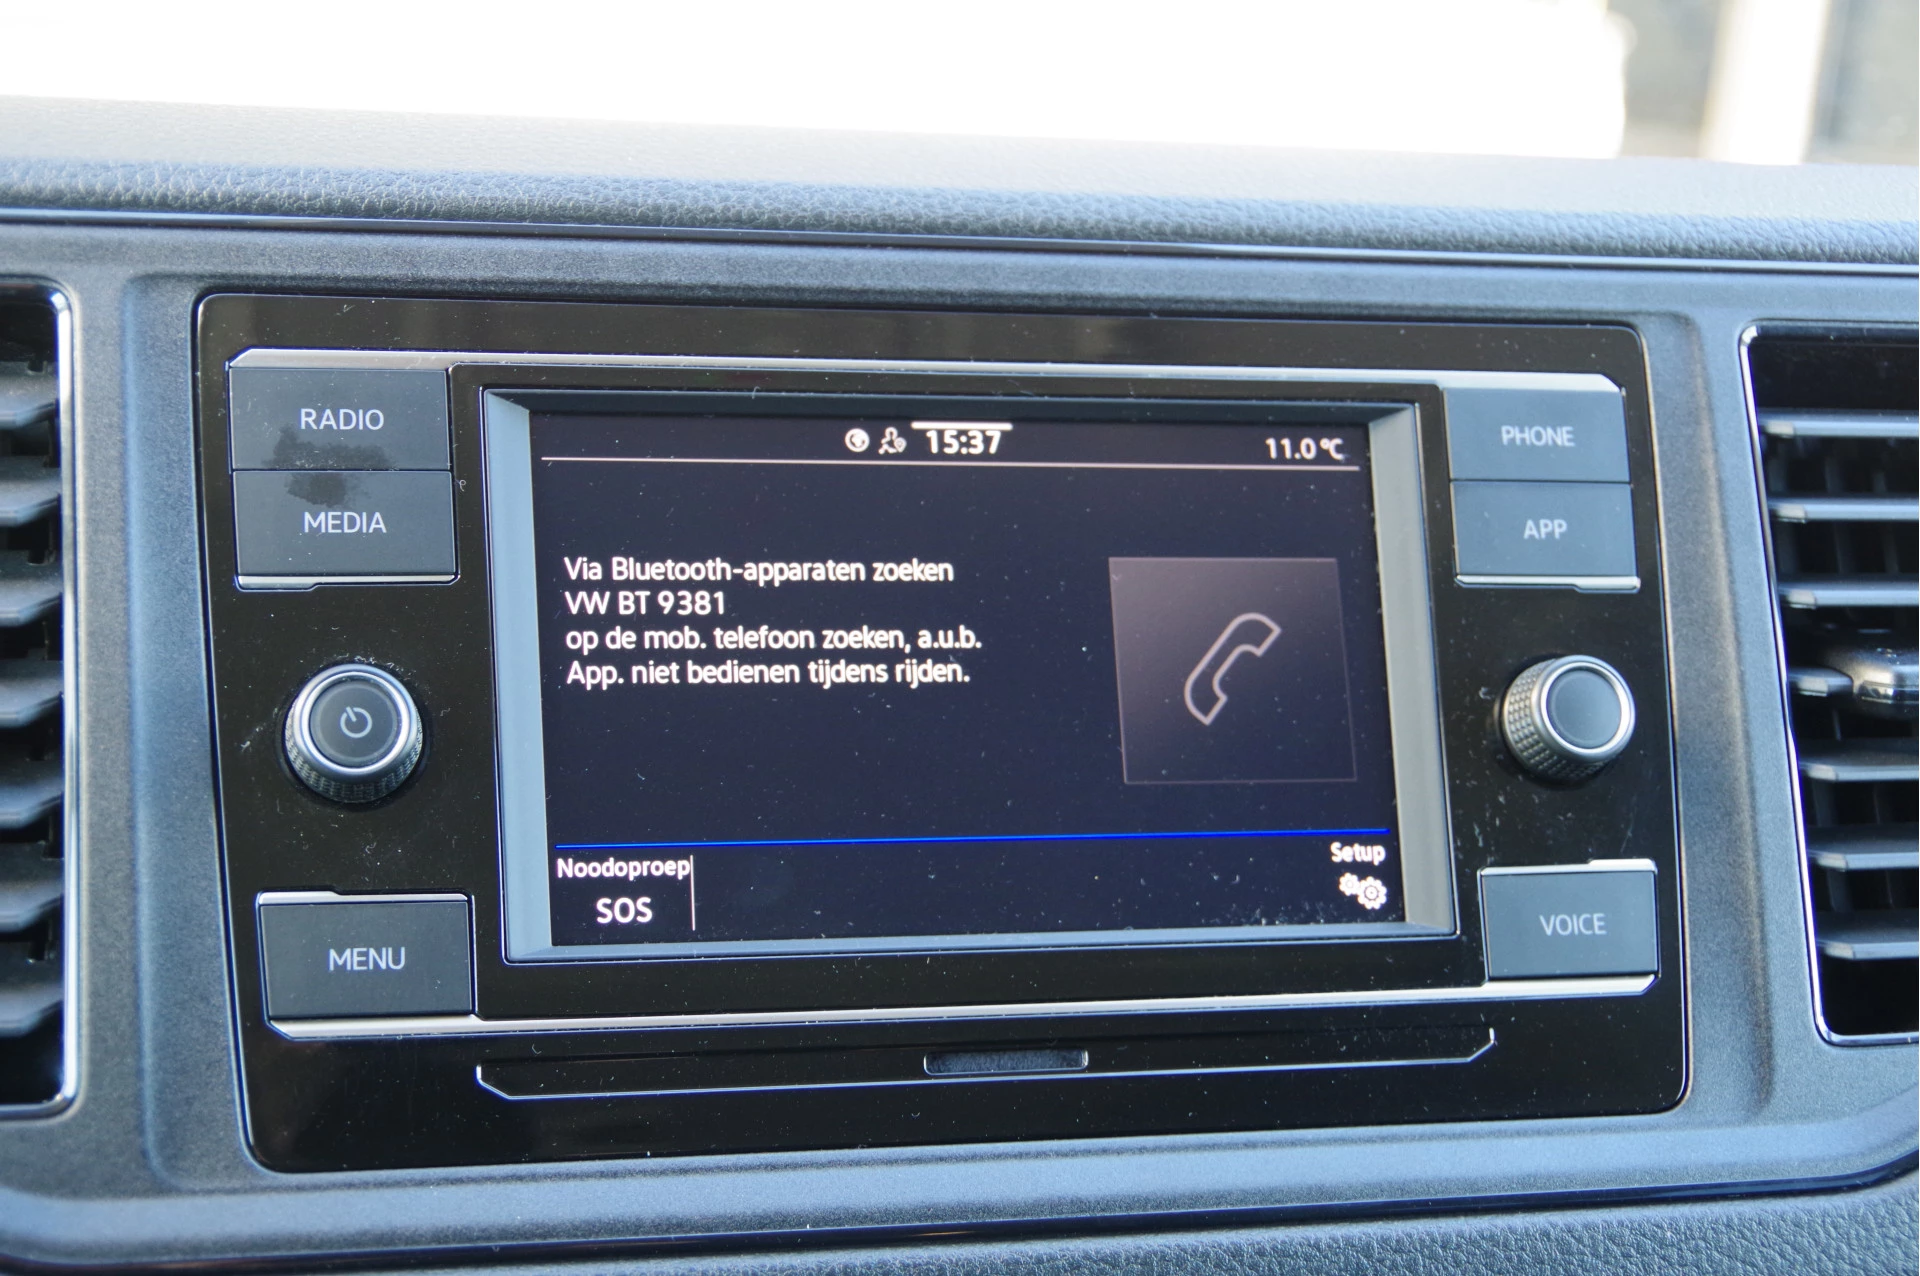 RADIO
MEDIA
MENU
15:37
11.0 °C
Via Bluetooth-apparaten zoeken
VW BT 9381
op de mob. telefoon zoeken, a.u.b.
App. niet bedienen tijdens rijden.
Noodoproep
SOS
Setup
PHONE
APP
VOICE